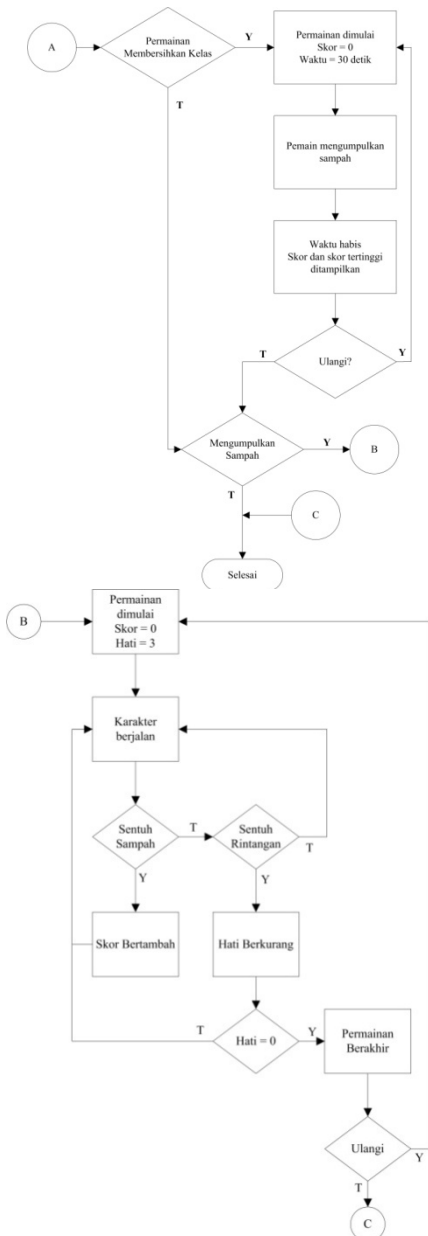 A
Permainan
Membersihkan Kelas
Y
Permainan dimulai
Skor = 0
Waktu = 30 detik
T
Pemain mengumpulkan
sampah
Waktu habis
Skor dan skor tertinggi
ditampilkan
T
Ulangi?
Y
Mengumpulkan
Sampah
Y
B
T
C
Selesai
B
Permainan
dimulai
Skor = 0
Hati = 3
Karakter
berjalan
Sentuh
Sampah
T
Sentuh
Rintangan
T
Y
Y
Skor Bertambah
Hati Berkurang
T
Hati = 0
Y
Permainan
Berakhir
Ulangi
Y
T
C